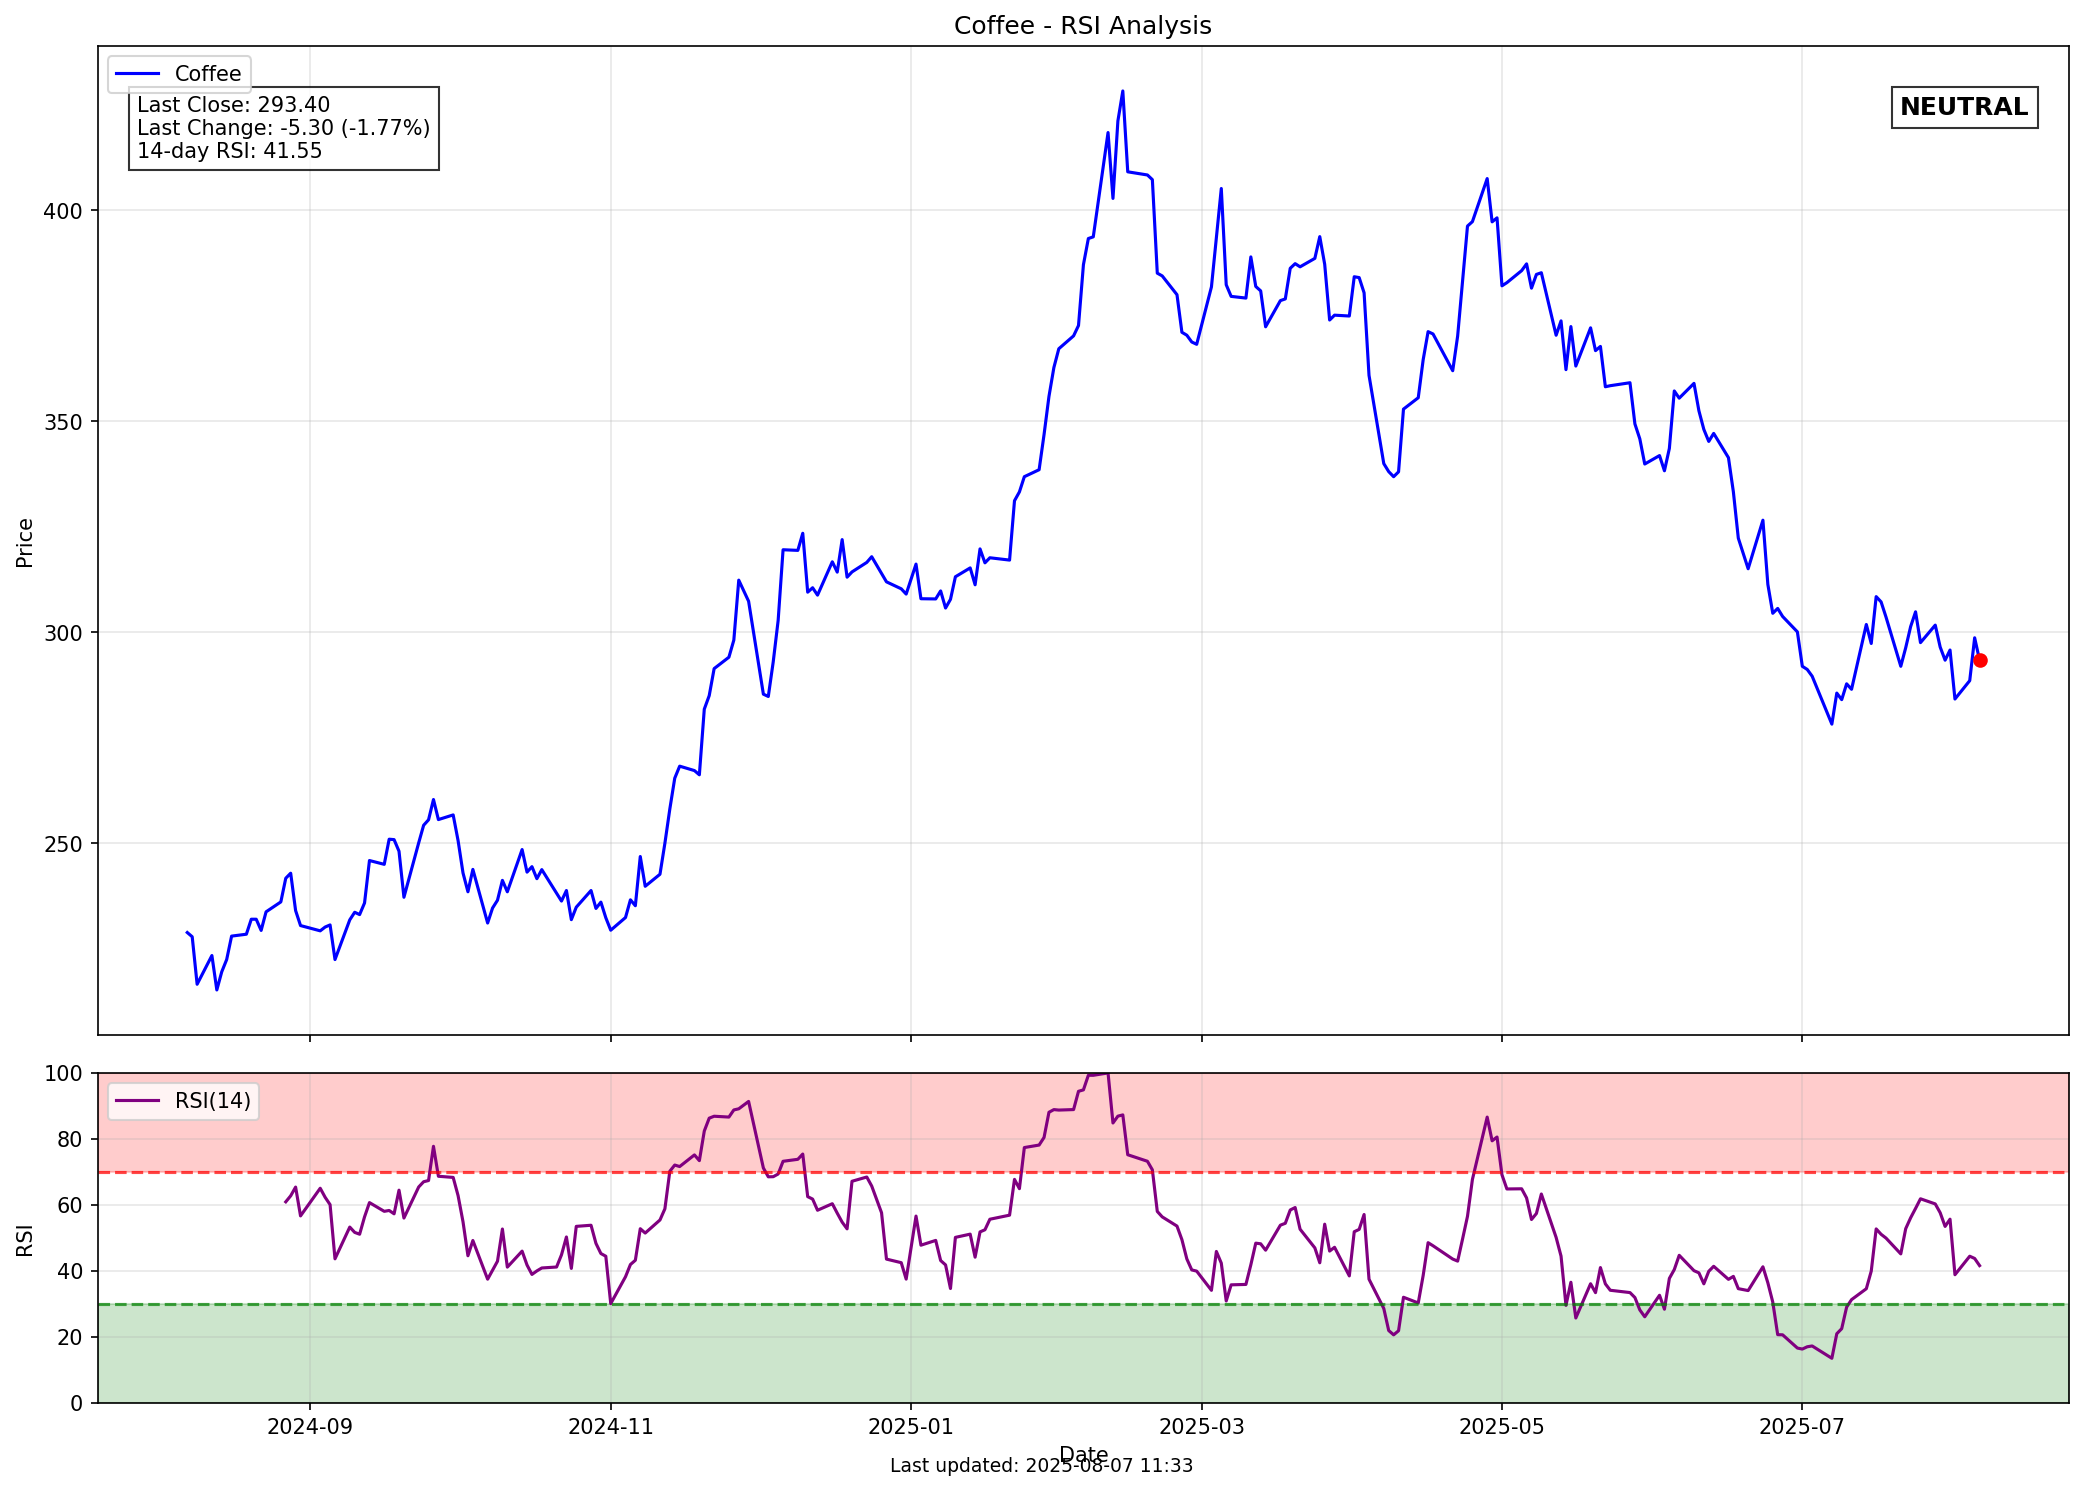 Coffee - RSI Analysis
Coffee
Last Close: 293.40
Last Change: -5.30 (-1.77%)
14-day RSI: 41.55
NEUTRAL
Price
400
350
300
250
RSI(14)
RSI
100
80
60
40
20
0
2024-09
2024-11
2025-01
2025-03
2025-05
2025-07
Date
Last updated: 2025-08-07 11:33